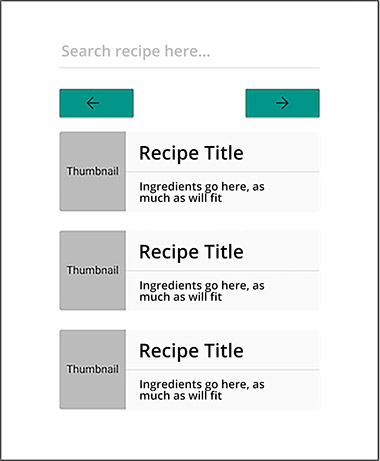 Search recipe here...
← →
Thumbnail
Recipe Title
Ingredients go here, as
much as will fit
Thumbnail
Recipe Title
Ingredients go here, as
much as will fit
Thumbnail
Recipe Title
Ingredients go here, as
much as will fit